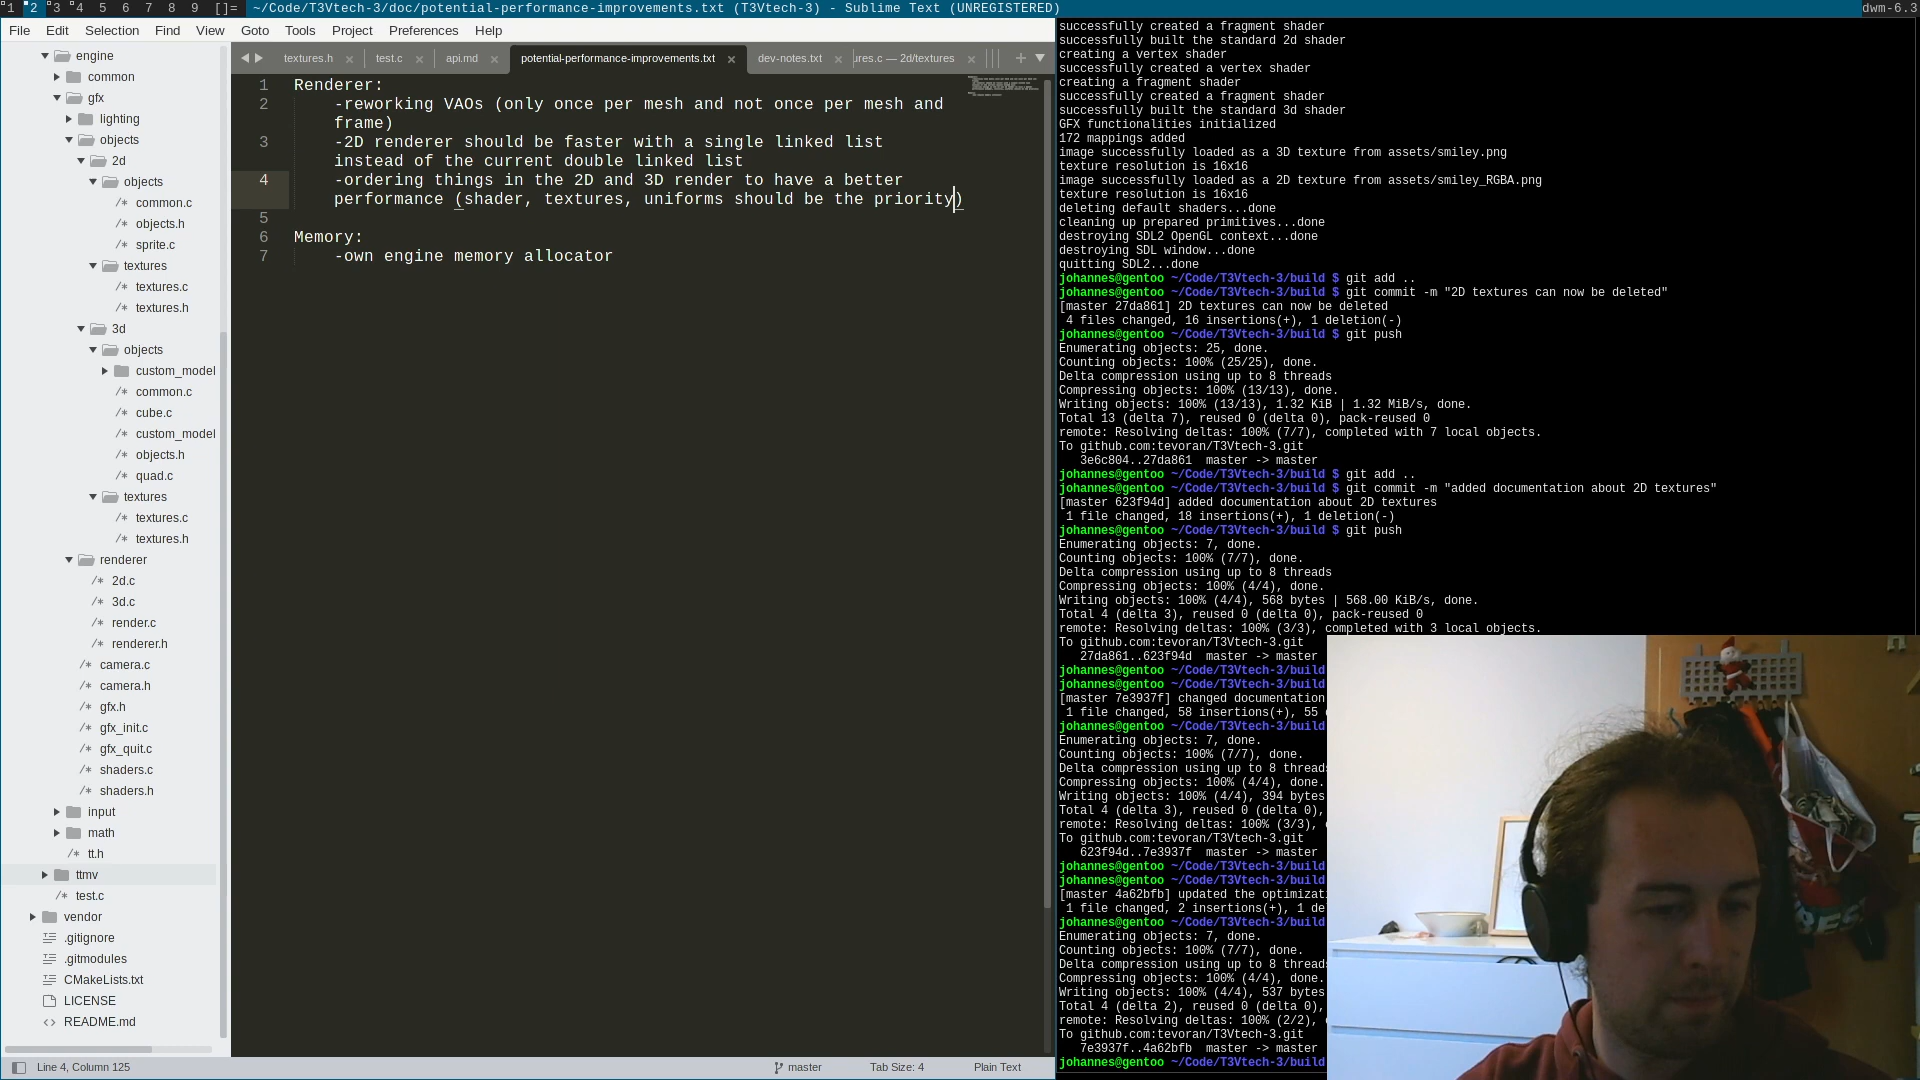 1 2 3 4 5 6 7 8 9 []= ~/Code/T3Vtech-3/doc/potential-performance-improvements.txt (T3Vtech-3) - Sublime Text (UNREGISTERED) dwm-6.3
File Edit Selection Find View Goto Tools Project Preferences Help
engine
common
gfx
lighting
objects
2d
objects
common.c
objects.h
sprite.c
textures
textures.c
textures.h
3d
objects
custom_model
common.c
cube.c
custom_model
objects.h
quad.c
textures
textures.c
textures.h
renderer
2d.c
3d.c
render.c
renderer.h
camera.c
camera.h
gfx.h
gfx_init.c
gfx_quit.c
shaders.c
shaders.h
input
math
tt.h
ttmv
test.c
vendor
.gitignore
.gitmodules
CMakeLists.txt
LICENSE
README.md
textures.h test.c api.md potential-performance-improvements.txt dev-notes.txt ures.c — 2d/textures
1 Renderer:
2 -reworking VAOs (only once per mesh and not once per mesh and
frame)
3 -2D renderer should be faster with a single linked list
instead of the current double linked list
4 -ordering things in the 2D and 3D render to have a better
performance (shader, textures, uniforms should be the priority)
5
6 Memory:
7 -own engine memory allocator
Line 4, Column 125 master Tab Size: 4 Plain Text
successfully created a fragment shader
successfully built the standard 2d shader
creating a vertex shader
successfully created a vertex shader
creating a fragment shader
successfully created a fragment shader
successfully built the standard 3d shader
GFX functionalities initialized
172 mappings added
image successfully loaded as a 3D texture from assets/smiley.png
texture resolution is 16x16
image successfully loaded as a 2D texture from assets/smiley_RGBA.png
texture resolution is 16x16
deleting default shaders...done
cleaning up prepared primitives...done
destroying SDL2 OpenGL context...done
destroying SDL window...done
quitting SDL2...done
johannes@gentoo ~/Code/T3Vtech-3/build $ git add ..
johannes@gentoo ~/Code/T3Vtech-3/build $ git commit -m "2D textures can now be deleted"
[master 27da861] 2D textures can now be deleted
4 files changed, 16 insertions(+), 1 deletion(-)
johannes@gentoo ~/Code/T3Vtech-3/build $ git push
Enumerating objects: 25, done.
Counting objects: 100% (25/25), done.
Delta compression using up to 8 threads
Compressing objects: 100% (13/13), done.
Writing objects: 100% (13/13), 1.32 KiB | 1.32 MiB/s, done.
Total 13 (delta 7), reused 0 (delta 0), pack-reused 0
remote: Resolving deltas: 100% (7/7), completed with 7 local objects.
To github.com:tevoran/T3Vtech-3.git
3e6c804..27da861 master -> master
johannes@gentoo ~/Code/T3Vtech-3/build $ git add ..
johannes@gentoo ~/Code/T3Vtech-3/build $ git commit -m "added documentation about 2D textures"
[master 623f94d] added documentation about 2D textures
1 file changed, 18 insertions(+), 1 deletion(-)
johannes@gentoo ~/Code/T3Vtech-3/build $ git push
Enumerating objects: 7, done.
Counting objects: 100% (7/7), done.
Delta compression using up to 8 threads
Compressing objects: 100% (4/4), done.
Writing objects: 100% (4/4), 568 bytes | 568.00 KiB/s, done.
Total 4 (delta 3), reused 0 (delta 0), pack-reused 0
remote: Resolving deltas: 100% (3/3), completed with 3 local objects.
To github.com:tevoran/T3Vtech-3.git
27da861..623f94d master -> master
johannes@gentoo ~/Code/T3Vtech-3/build
johannes@gentoo ~/Code/T3Vtech-3/build
[master 7e3937f] changed documentation
1 file changed, 58 insertions(+), 55
johannes@gentoo ~/Code/T3Vtech-3/build
Enumerating objects: 7, done.
Counting objects: 100% (7/7), done.
Delta compression using up to 8 threads
Compressing objects: 100% (4/4), done.
Writing objects: 100% (4/4), 394 bytes
Total 4 (delta 3), reused 0 (delta 0),
remote: Resolving deltas: 100% (3/3),
To github.com:tevoran/T3Vtech-3.git
623f94d..7e3937f master -> master
johannes@gentoo ~/Code/T3Vtech-3/build
johannes@gentoo ~/Code/T3Vtech-3/build
[master 4a62bfb] updated the optimizati
1 file changed, 2 insertions(+), 1 de
johannes@gentoo ~/Code/T3Vtech-3/build
Enumerating objects: 7, done.
Counting objects: 100% (7/7), done.
Delta compression using up to 8 threads
Compressing objects: 100% (4/4), done.
Writing objects: 100% (4/4), 537 bytes
Total 4 (delta 2), reused 0 (delta 0),
remote: Resolving deltas: 100% (2/2),
To github.com:tevoran/T3Vtech-3.git
7e3937f..4a62bfb master -> master
johannes@gentoo ~/Code/T3Vtech-3/build